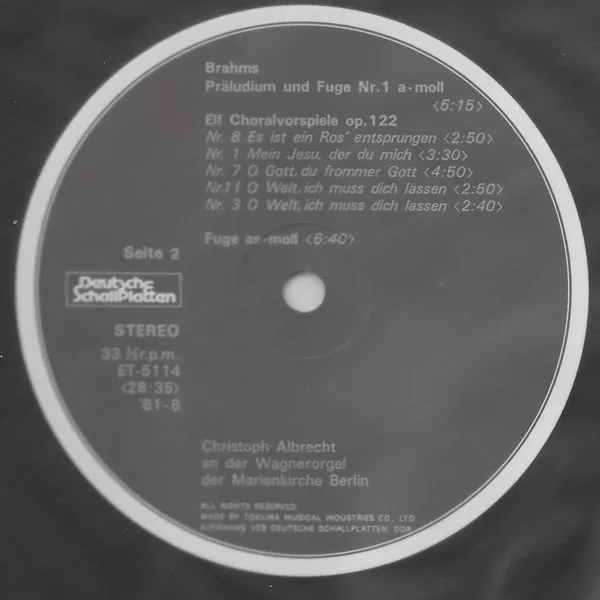 Brahms
Präludium und Fuge Nr.1 a-moll
<5:15>
Elf Choralvorspiele op.122
Nr. 8 Es ist ein Ros' entsprungen <2:50>
Nr. 1 Mein Jesu, der du mich <3:30>
Nr. 7 O Gott, du frommer Gott <4:50>
Nr.11 O Welt, ich muss dich lassen <2:50>
Nr. 3 O Welt, ich muss dich lassen <2:40>
Fuge as-moll <6:40>
Seite 2
Deutsche
Schallplatten
STEREO
33 ⅓ r.p.m.
ET-5114
<28:35>
'81-8
Christoph Albrecht
an der Wagnerorgel
der Marienkirche Berlin
ALL RIGHTS RESERVED
MADE BY TOKUMA MUSICAL INDUSTRIES CO., LTD
AUFNAHME VEB DEUTSCHE SCHALLPLATTEN, DDR